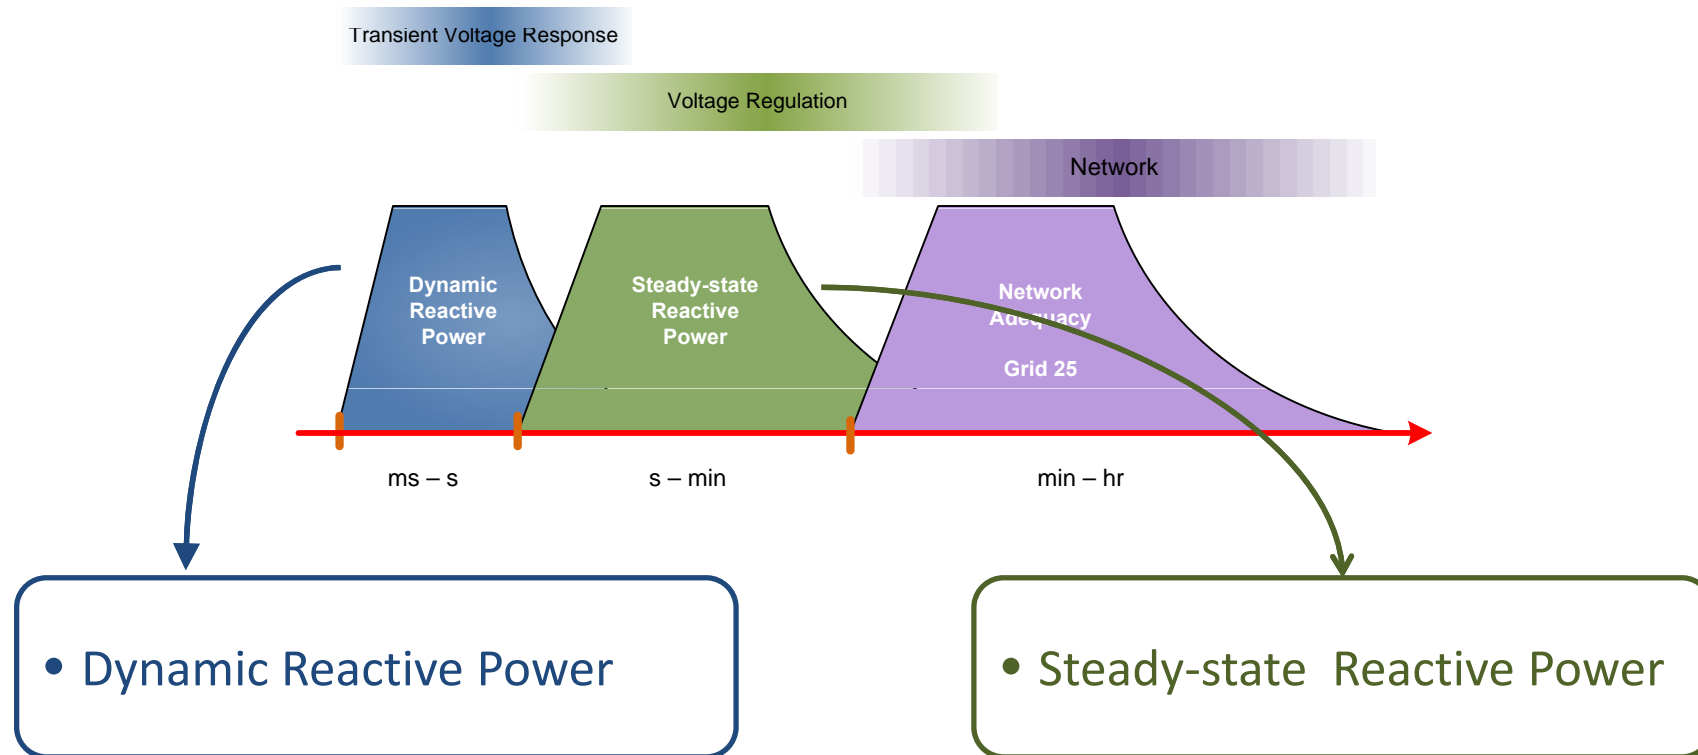 Transient Voltage Response
Voltage Regulation
Network
Dynamic
Reactive
Power
Steady-state
Reactive
Power
Network
Adequacy
Grid 25
ms – s
s – min
min – hr
• Dynamic Reactive Power
• Steady-state  Reactive Power